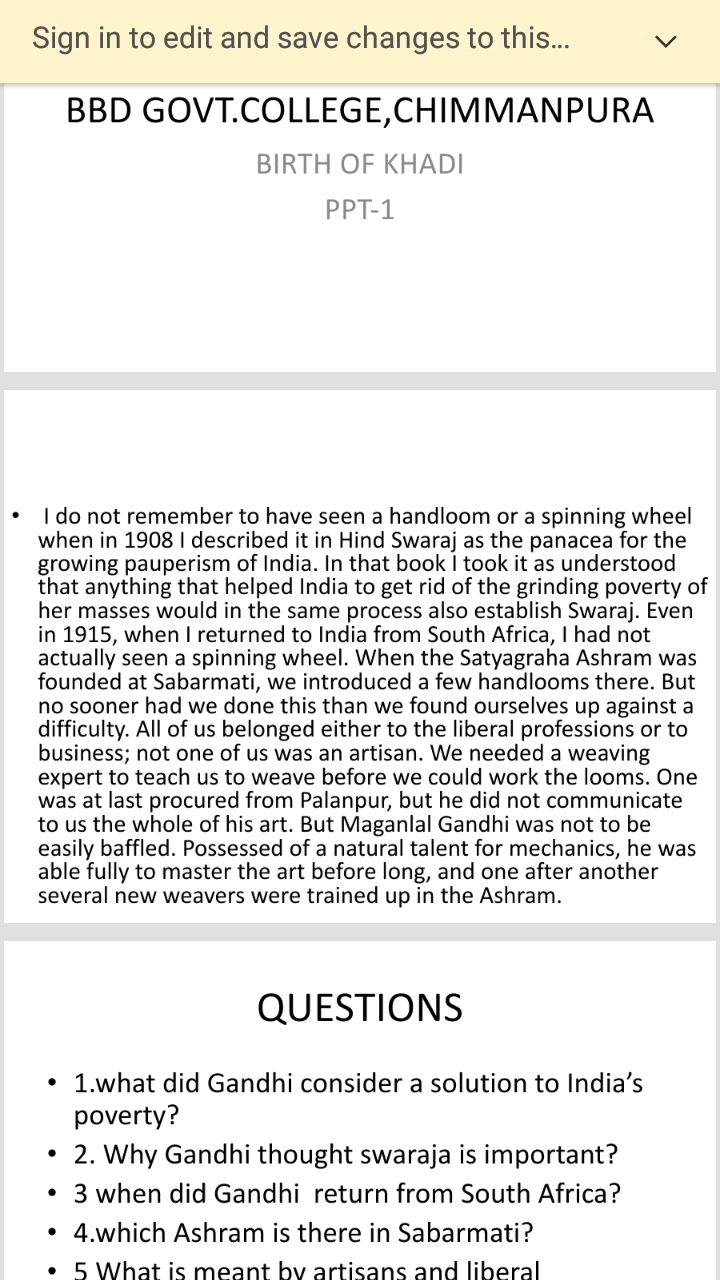 Sign in to edit and save changes to this...
BBD GOVT.COLLEGE,CHIMMANPURA
BIRTH OF KHADI
PPT-1
• I do not remember to have seen a handloom or a spinning wheel
when in 1908 I described it in Hind Swaraj as the panacea for the
growing pauperism of India. In that book I took it as understood
that anything that helped India to get rid of the grinding poverty of
her masses would in the same process also establish Swaraj. Even
in 1915, when I returned to India from South Africa, I had not
actually seen a spinning wheel. When the Satyagraha Ashram was
founded at Sabarmati, we introduced a few handlooms there. But
no sooner had we done this than we found ourselves up against a
difficulty. All of us belonged either to the liberal professions or to
business; not one of us was an artisan. We needed a weaving
expert to teach us to weave before we could work the looms. One
was at last procured from Palanpur, but he did not communicate
to us the whole of his art. But Maganlal Gandhi was not to be
easily baffled. Possessed of a natural talent for mechanics, he was
able fully to master the art before long, and one after another
several new weavers were trained up in the Ashram.
QUESTIONS
• 1.what did Gandhi consider a solution to India’s
poverty?
• 2. Why Gandhi thought swaraja is important?
• 3 when did Gandhi  return from South Africa?
• 4.which Ashram is there in Sabarmati?
• 5 What is meant by artisans and liberal